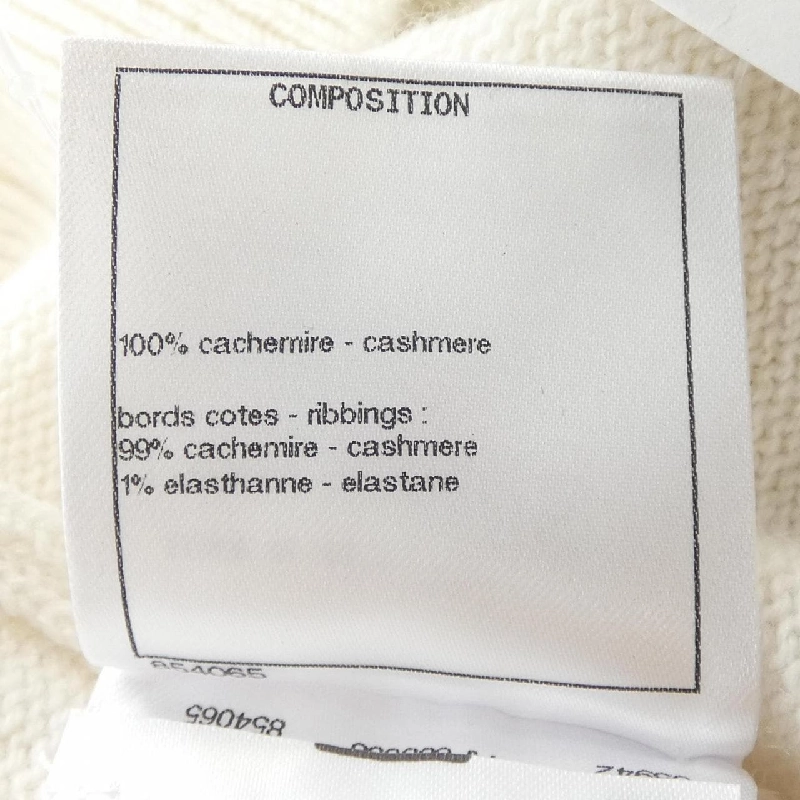 COMPOSITION
100% cachemire - cashmere
bords cotes - ribbings :
99% cachemire - cashmere
1% elasthanne - elastane
854065
854065